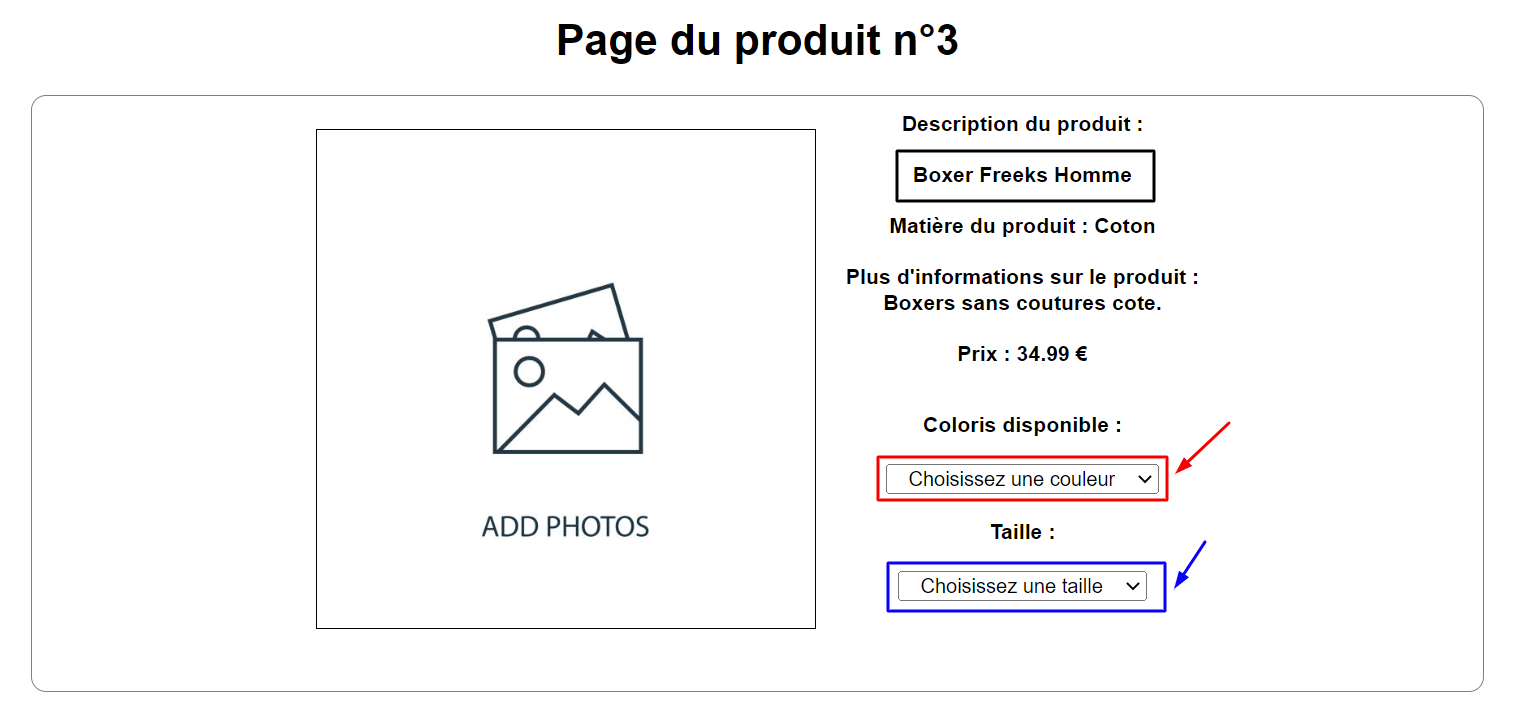 Page du produit n°3
Description du produit :
Boxer Freeks Homme
Matière du produit : Coton
Plus d'informations sur le produit :
Boxers sans coutures cote.
Prix : 34.99 €
Coloris disponible :
Choisissez une couleur
Taille :
Choisissez une taille
ADD PHOTOS